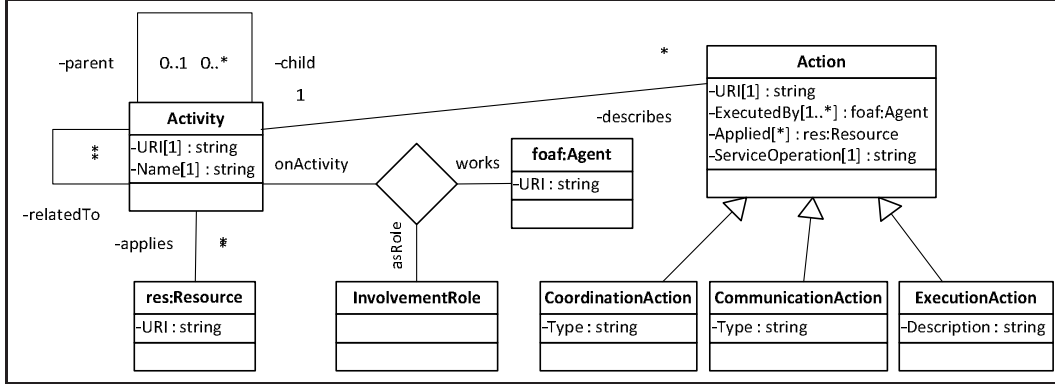 -parent
0..1
0..*
-child
*
1
Action
-URI[1] : string
-ExecutedBy[1..*] : foaf:Agent
-Applied[*] : res:Resource
-ServiceOperation[1] : string
-describes
Activity
-URI[1] : string
-Name[1] : string
*
*
-relatedTo
onActivity
works
foaf:Agent
-URI : string
asRole
-applies
*
*
res:Resource
-URI : string
InvolvementRole
CoordinationAction
-Type : string
CommunicationAction
-Type : string
ExecutionAction
-Description : string